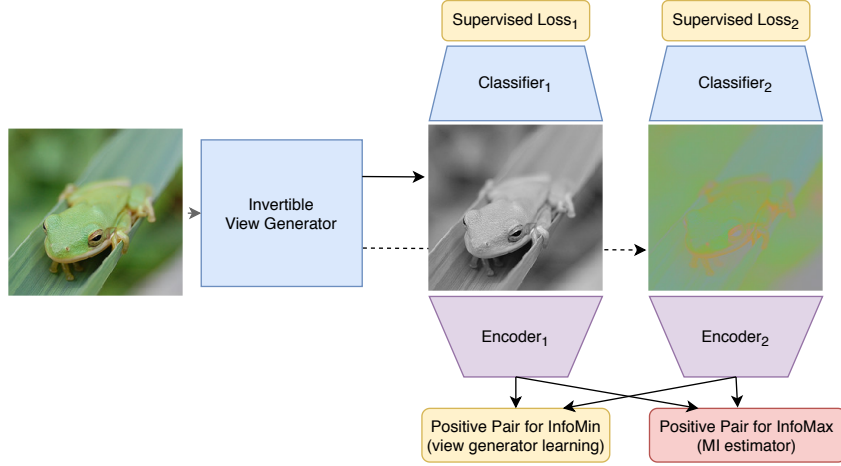 Supervised Loss₁
Supervised Loss₂
Classifier₁
Classifier₂
Invertible
View Generator
Encoder₁
Encoder₂
Positive Pair for InfoMin
(view generator learning)
Positive Pair for InfoMax
(MI estimator)